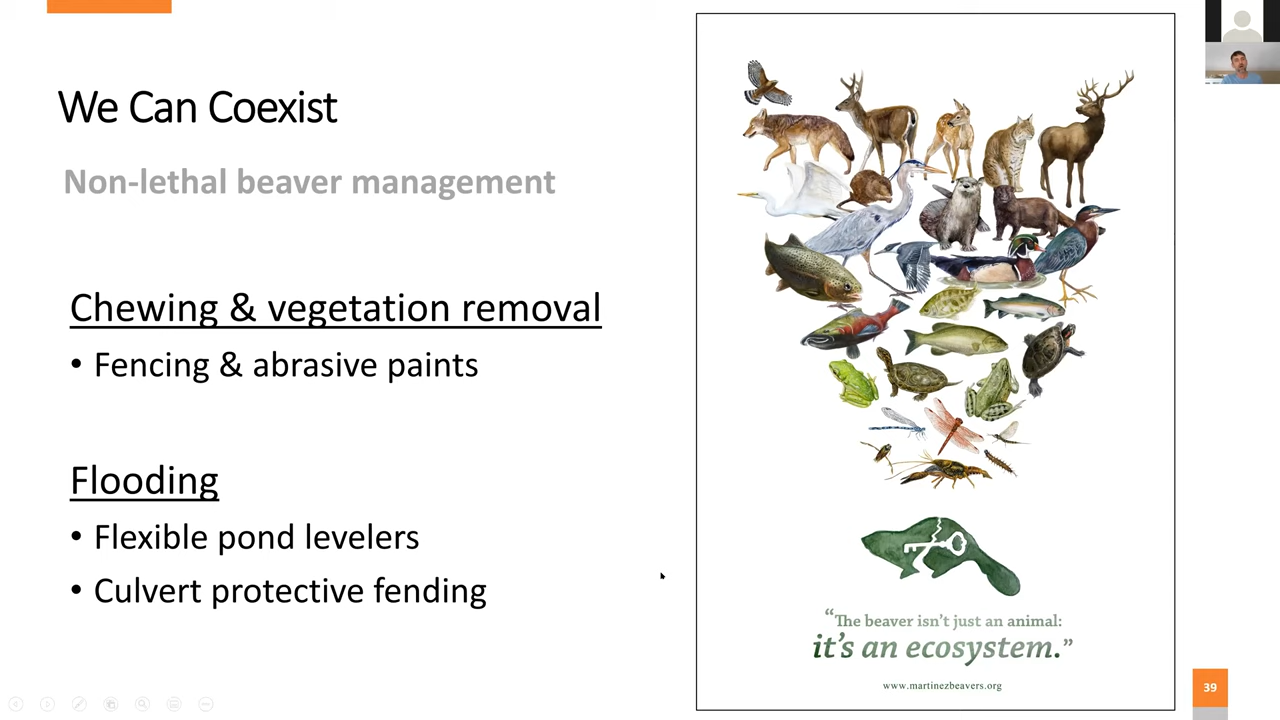 We Can Coexist
Non-lethal beaver management
Chewing & vegetation removal
• Fencing & abrasive paints
Flooding
• Flexible pond levelers
• Culvert protective fending
“The beaver isn’t just an animal:
it’s an ecosystem.”
www.martinezbeavers.org
39